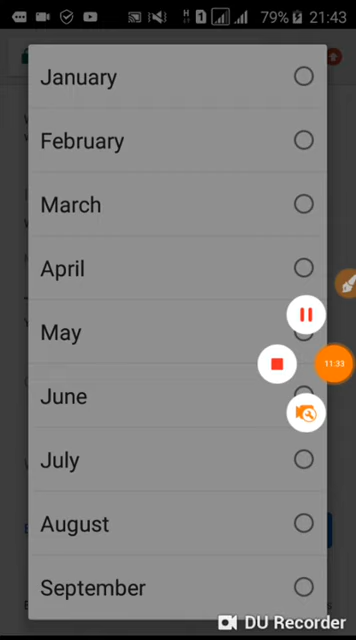 79% 21:43
January
February
March
April
May
11:33
June
July
August
September
DU Recorder